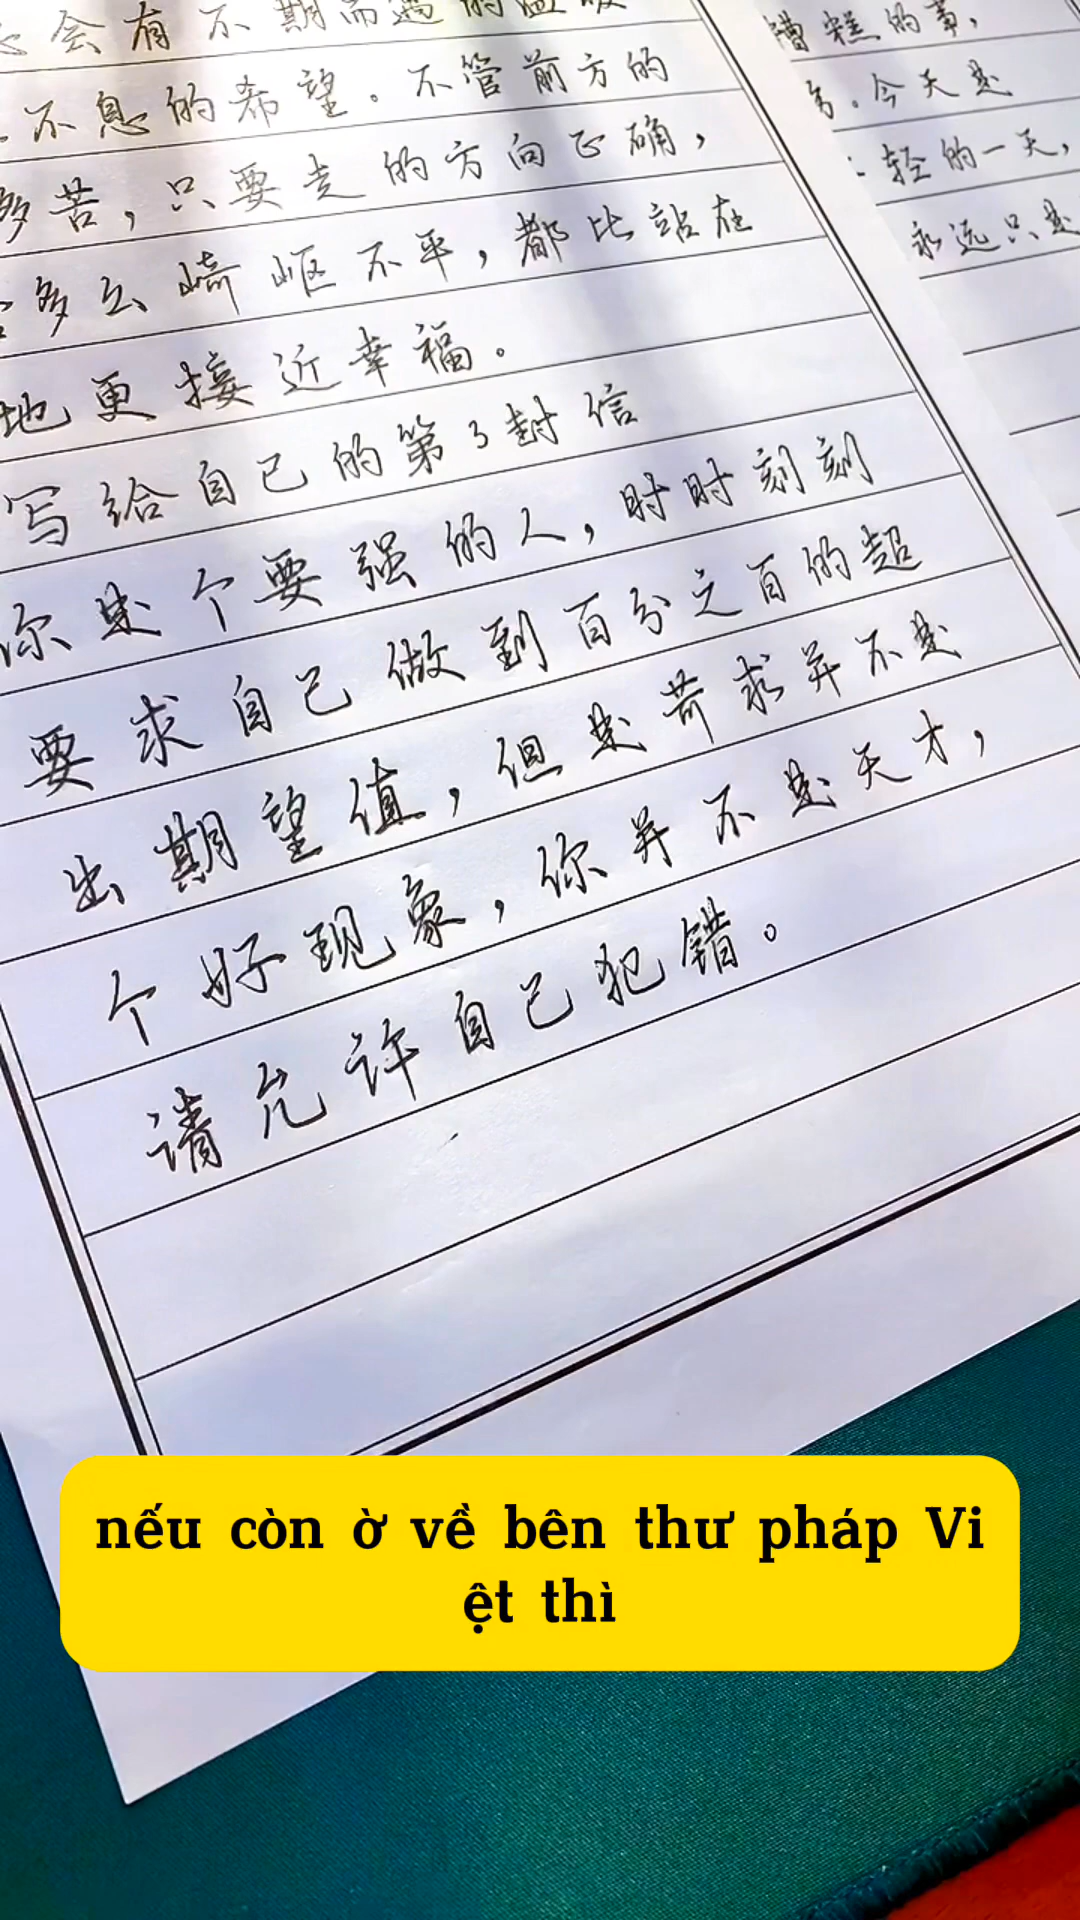 会有不期而遇的温暖
不息的希望。不管前方的
多苦，只要走的方向正确，
多么崎岖不平，都比站在
地更接近幸福。
写给自己的第3封信
你是个要强的人，时时刻刻
要求自己做到百分之百的超
出期望值，但是苛求并不是
个好现象，你并不是天才，
请允许自己犯错。
糟糕的事，
。今天是
轻的一天，
永远只是
nếu còn ờ về bên thư pháp Vi
ệt thì